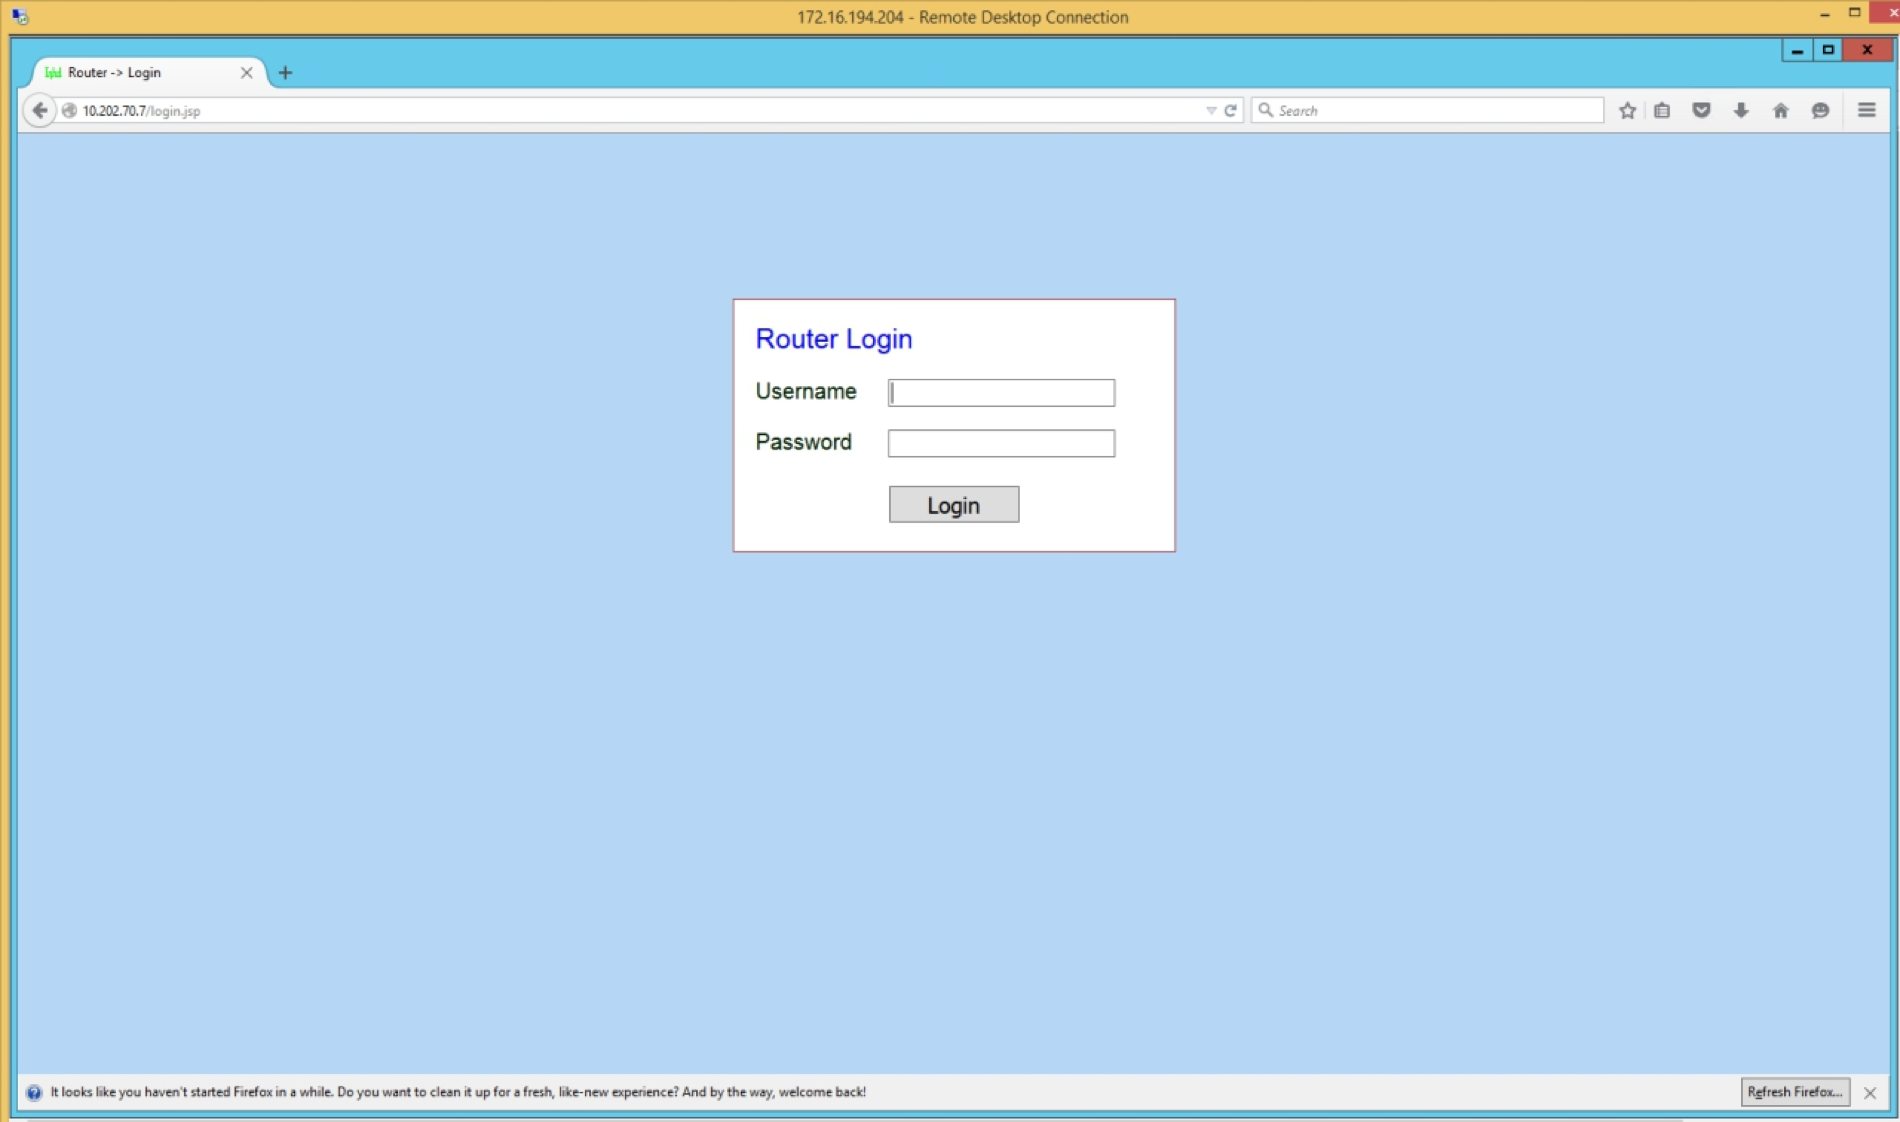 172.16.194.204 - Remote Desktop Connection
Router -> Login
10.202.70.7/login.jsp
Search
Router Login
Username
Password
Login
It looks like you haven't started Firefox in a while. Do you want to clean it up for a fresh, like-new experience? And by the way, welcome back!
Refresh Firefox...